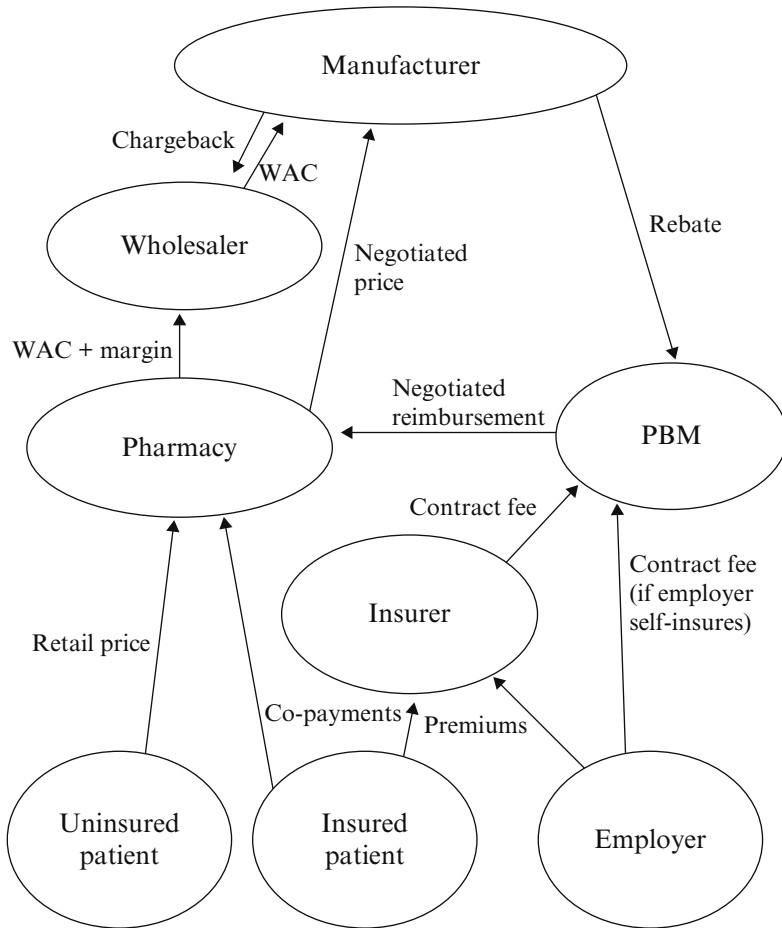 Manufacturer
Chargeback
WAC
Wholesaler
Negotiated
price
Rebate
WAC + margin
Negotiated
reimbursement
Pharmacy
PBM
Contract fee
Contract fee
(if employer
self-insures)
Insurer
Retail price
Co-payments
Premiums
Uninsured
patient
Insured
patient
Employer